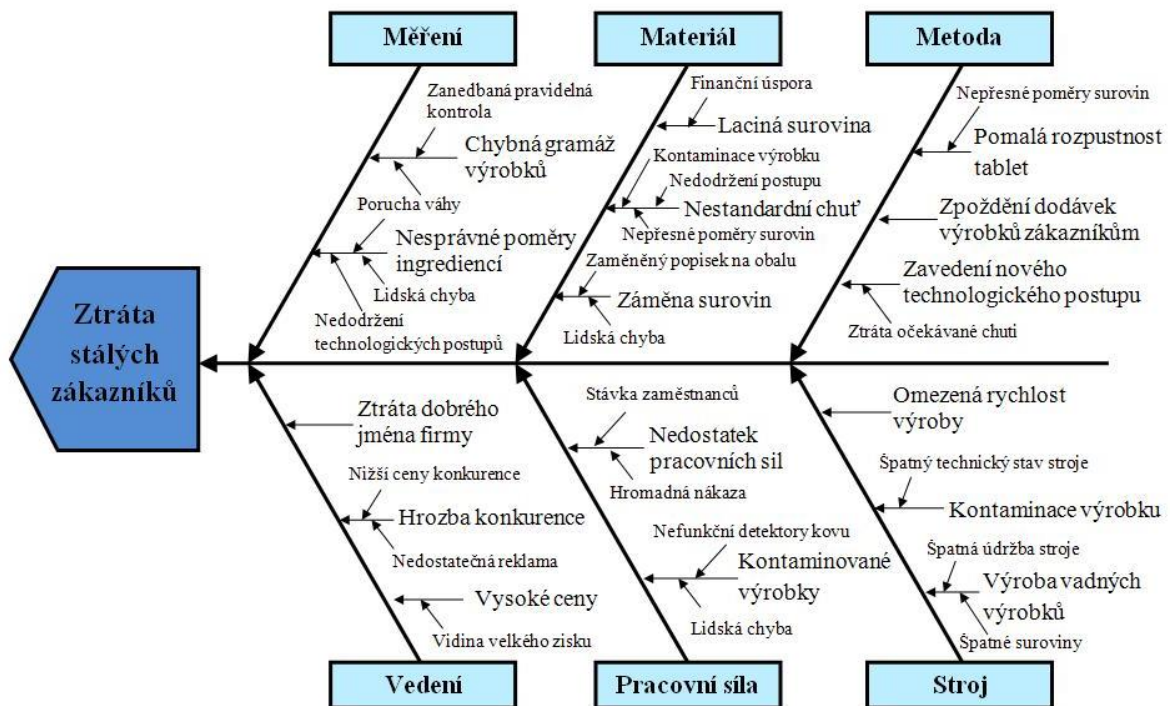 Měření
Materiál
Metoda
Zanedbaná pravidelná
kontrola
Chybná gramáž
výrobků
Porucha váhy
Nesprávné poměry
ingrediencí
Lidská chyba
Nedodržení
technologických postupů
Finanční úspora
Laciná surovina
Kontaminace výrobku
Nedodržení postupu
Nestandardní chuť
Nepřesné poměry surovin
Zaměněný popisek na obalu
Záměna surovin
Lidská chyba
Nepřesné poměry surovin
Pomalá rozpustnost
tablet
Zpoždění dodávek
výrobků zákazníkům
Zavedení nového
technologického postupu
Ztráta očekávané chuti
Ztráta
stálých
zákazníků
Ztráta dobrého
jména firmy
Nižší ceny konkurence
Hrozba konkurence
Nedostatečná reklama
Vysoké ceny
Vidina velkého zisku
Stávka zaměstnanců
Nedostatek
pracovních sil
Hromadná nákaza
Nefunkční detektory kovu
Kontaminované
výrobky
Lidská chyba
Omezená rychlost
výroby
Špatný technický stav stroje
Kontaminace výrobku
Špatná údržba stroje
Výroba vadných
výrobků
Špatné suroviny
Vedení
Pracovní síla
Stroj